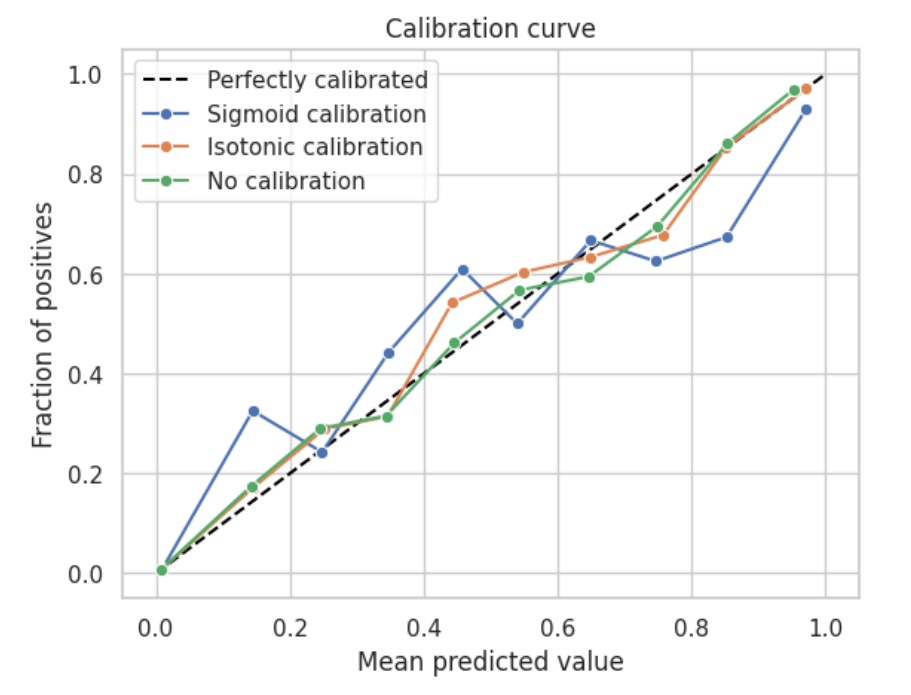 Calibration curve
Perfectly calibrated
Sigmoid calibration
Isotonic calibration
No calibration
1.0
0.8
0.6
0.4
0.2
0.0
Fraction of positives
0.0 0.2 0.4 0.6 0.8 1.0
Mean predicted value